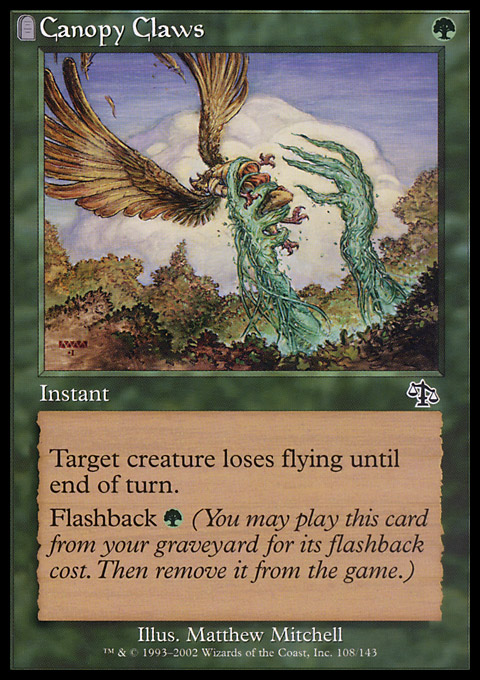 Canopy Claws
Instant
Target creature loses flying until
end of turn.
Flashback (You may play this card
from your graveyard for its flashback
cost. Then remove it from the game.)
Illus. Matthew Mitchell
™ & © 1993–2002 Wizards of the Coast, Inc. 108/143